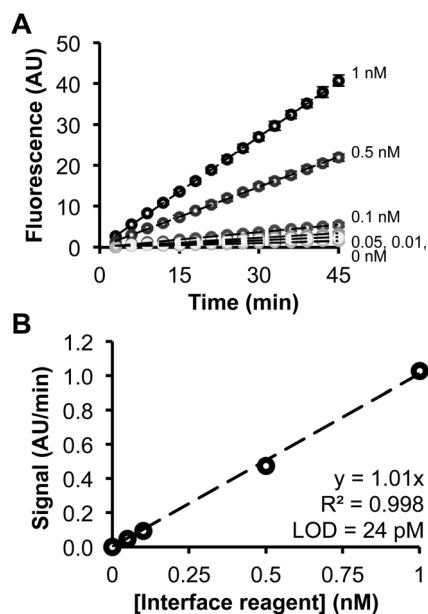 A
Fluorescence (AU)
50
40
30
20
10
0
0
15
30
45
Time (min)
1 nM
0.5 nM
0.1 nM
0.05, 0.01,
0 nM
B
Signal (AU/min)
1.2
1.0
0.8
0.6
0.4
0.2
0.0
0
0.25
0.5
0.75
1
[Interface reagent] (nM)
y = 1.01x
R² = 0.998
LOD = 24 pM